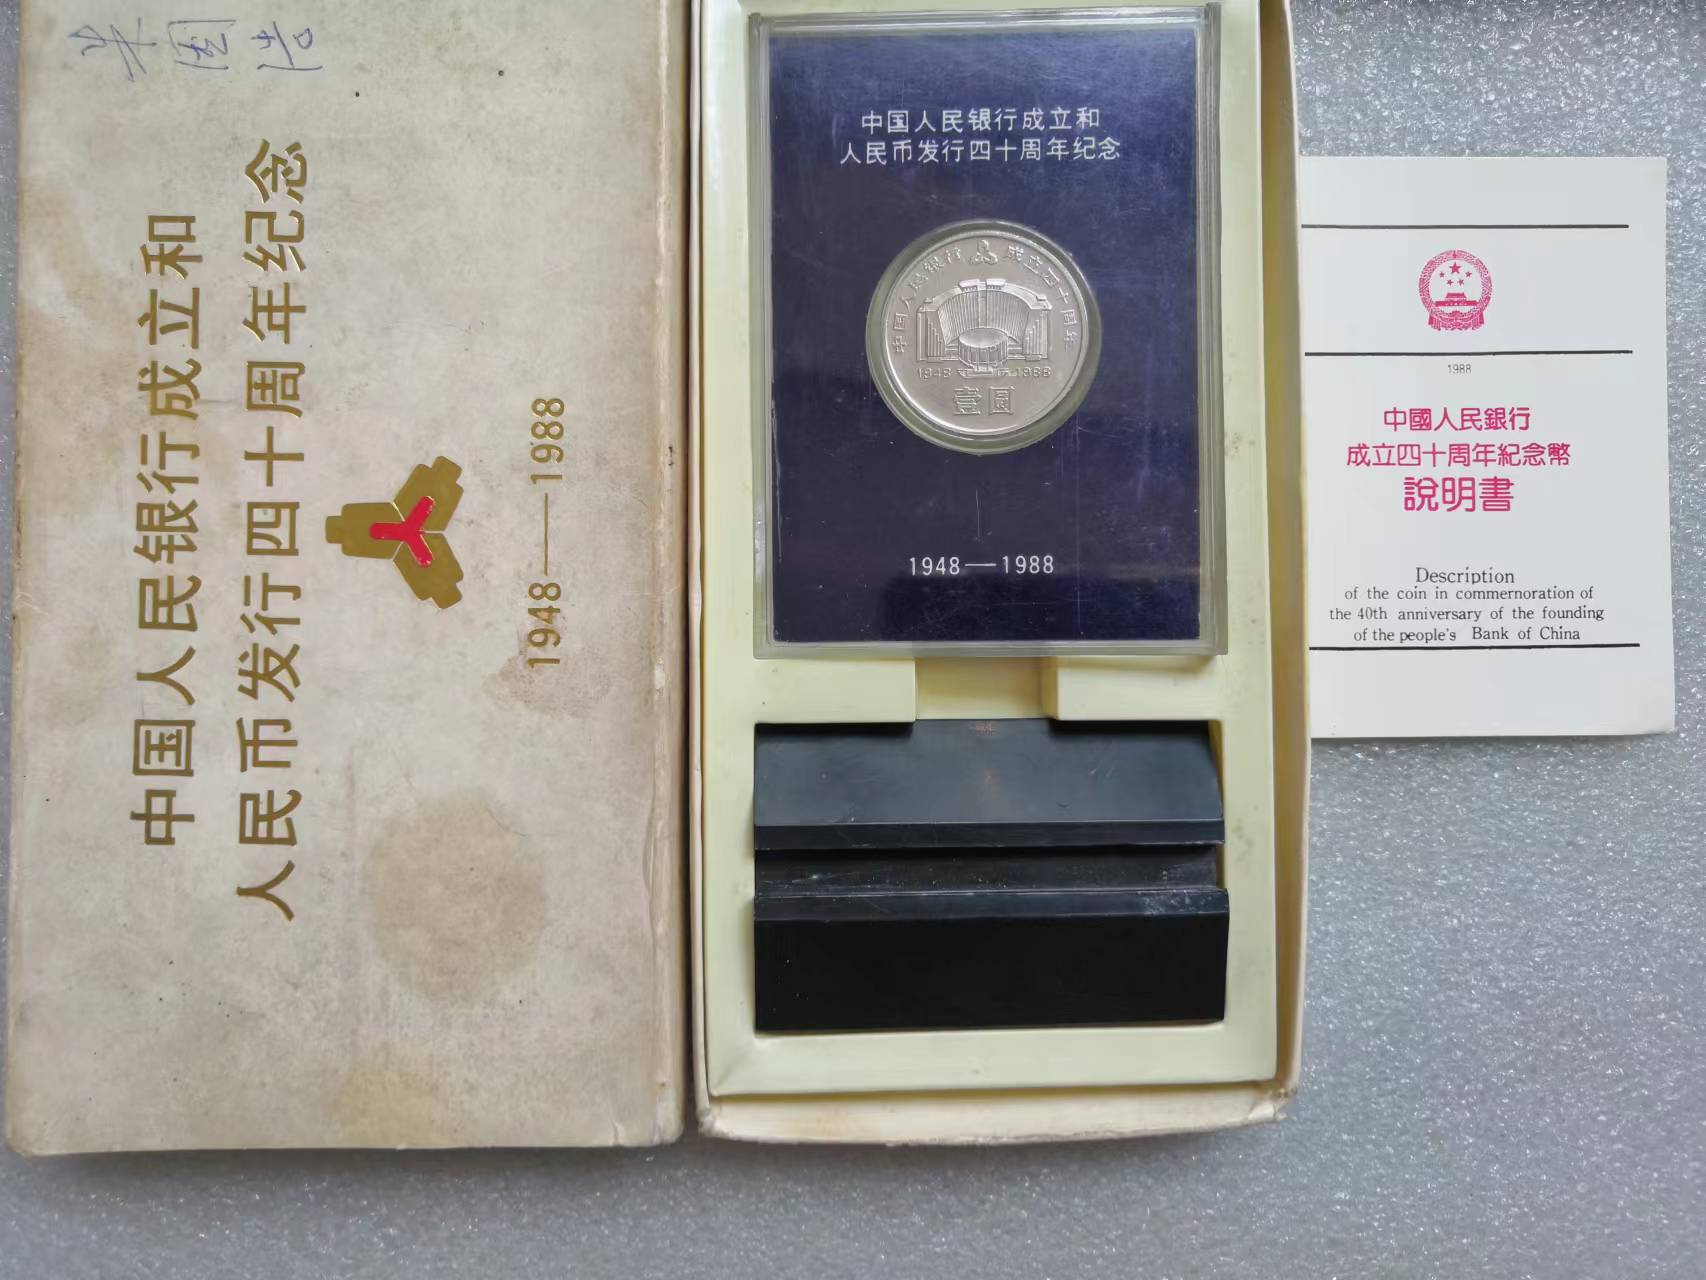 中国人民银行成立和
人民币发行四十周年纪念
1948—1988
中国人民银行成立和
人民币发行四十周年纪念
中国人民银行 成立四十周年
1948 1988
壹圆
1948—1988
1988
中國人民銀行
成立四十周年紀念幣
說明書
Description
of the coin in commernoration of
the 40th anniversary of the founding
of the people's Bank of China